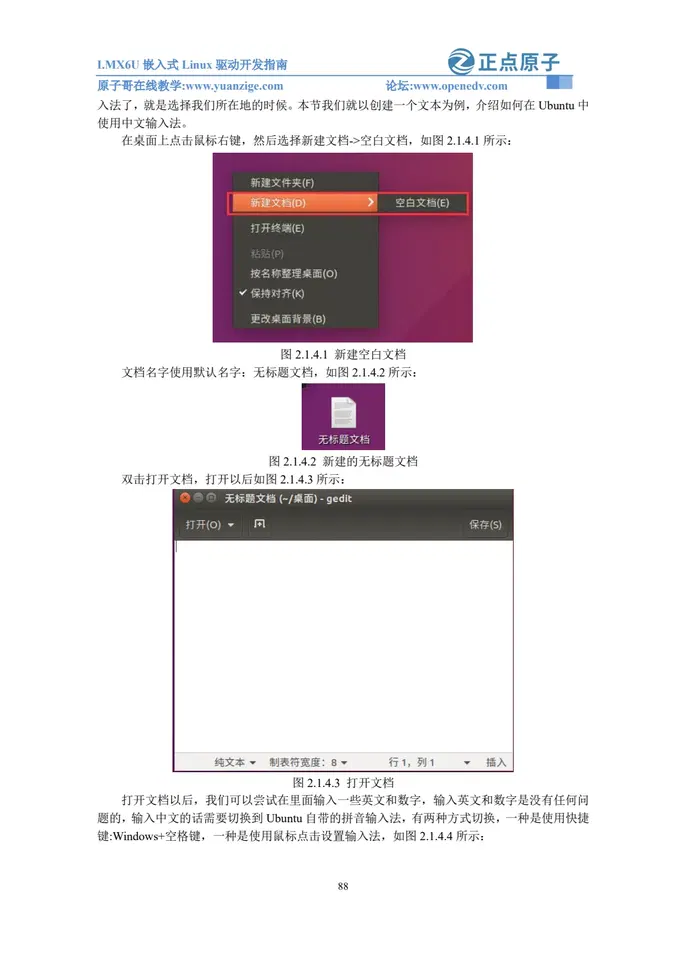 I.MX6U 嵌入式 Linux 驱动开发指南
正点原子
原子哥在线教学:www.yuanzige.com 论坛:www.openedv.com
入法了，就是选择我们所在地的时候。本节我们就以创建一个文本为例，介绍如何在 Ubuntu 中
使用中文输入法。
在桌面上点击鼠标右键，然后选择新建文档->空白文档，如图 2.1.4.1 所示：
新建文件夹(F)
新建文档(D) 空白文档(E)
打开终端(E)
粘贴(P)
按名称整理桌面(O)
保持对齐(K)
更改桌面背景(B)
图 2.1.4.1 新建空白文档
文档名字使用默认名字：无标题文档，如图 2.1.4.2 所示：
无标题文档
图 2.1.4.2 新建的无标题文档
双击打开文档，打开以后如图 2.1.4.3 所示：
无标题文档 (~/桌面) - gedit
打开(O) 保存(S)
纯文本 制表符宽度：8 行 1，列 1 插入
图 2.1.4.3 打开文档
打开文档以后，我们可以尝试在里面输入一些英文和数字，输入英文和数字是没有任何问
题的，输入中文的话需要切换到 Ubuntu 自带的拼音输入法，有两种方式切换，一种是使用快捷
键:Windows+空格键，一种是使用鼠标点击设置输入法，如图 2.1.4.4 所示：
88